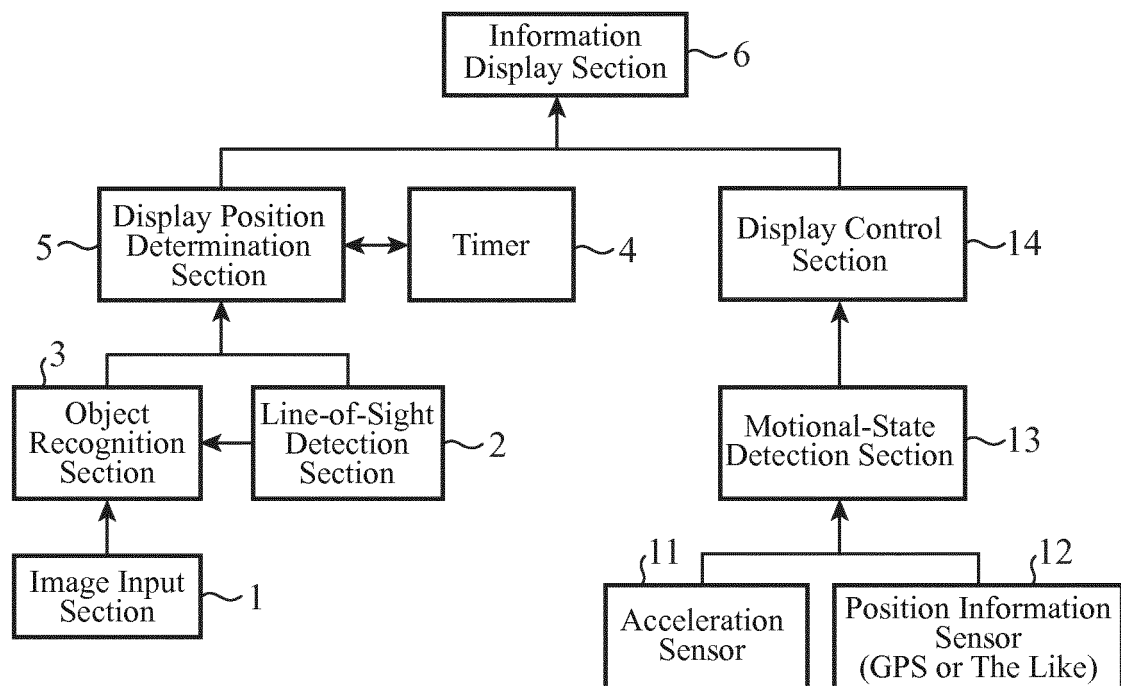 Information
Display Section
6
Display Position
Determination
Section
5
Timer
4
Display Control
Section
14
3
Object
Recognition
Section
Line-of-Sight
Detection
Section
2
Motional-State
Detection Section
13
Image Input
Section
1
11
Acceleration
Sensor
12
Position Information
Sensor
(GPS or The Like)